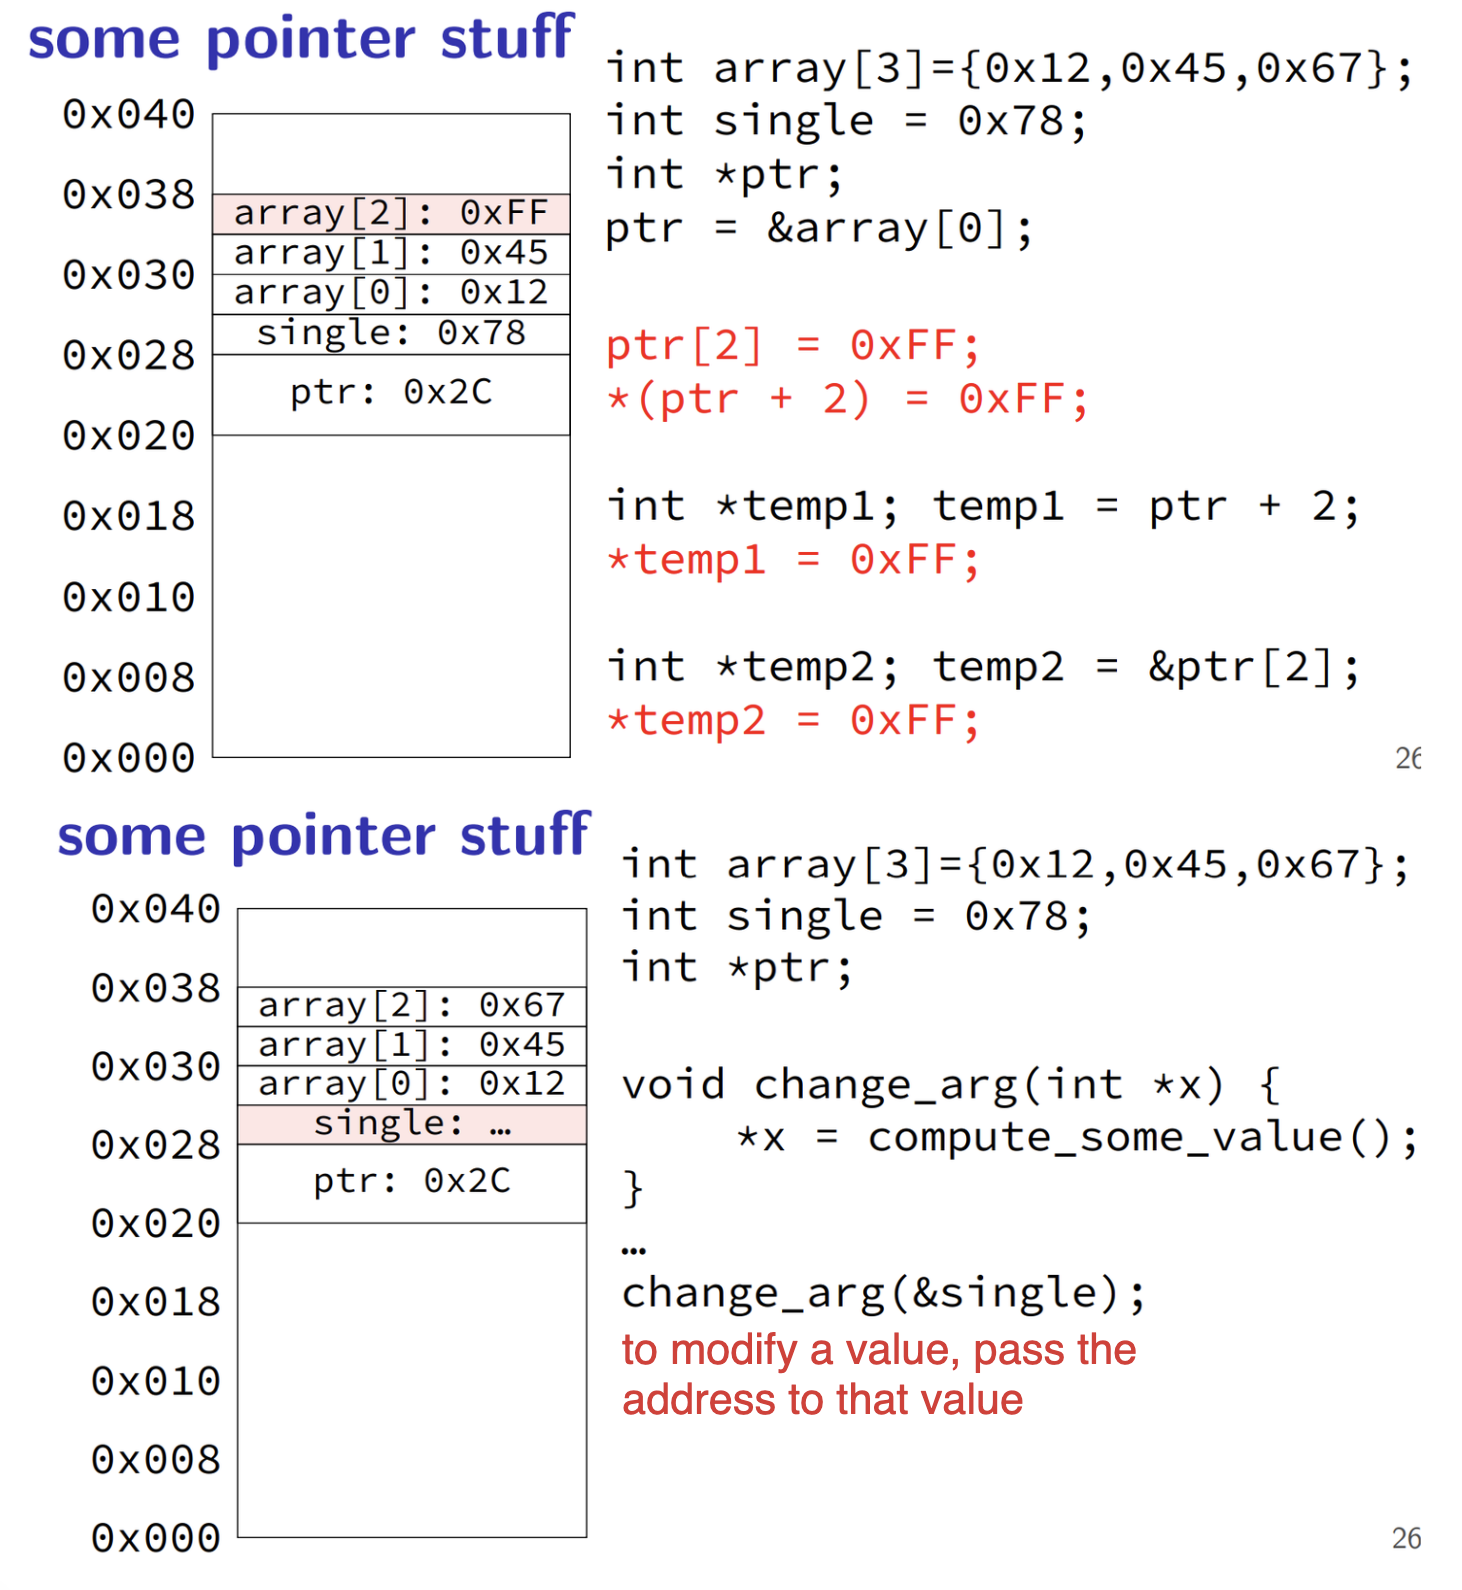 some pointer stuff
0x040
0x038
array[2]: 0xFF
array[1]: 0x45
0x030
array[0]: 0x12
single: 0x78
0x028
ptr: 0x2C
0x020
0x018
0x010
0x008
0x000
int array[3]={0x12,0x45,0x67};
int single = 0x78;
int *ptr;
ptr = &array[0];
ptr[2] = 0xFF;
*(ptr + 2) = 0xFF;
int *temp1; temp1 = ptr + 2;
*temp1 = 0xFF;
int *temp2; temp2 = &ptr[2];
*temp2 = 0xFF;
26
some pointer stuff
0x040
0x038
array[2]: 0x67
array[1]: 0x45
0x030
array[0]: 0x12
single: …
0x028
ptr: 0x2C
0x020
0x018
0x010
0x008
0x000
int array[3]={0x12,0x45,0x67};
int single = 0x78;
int *ptr;
void change_arg(int *x) {
*x = compute_some_value();
}
…
change_arg(&single);
to modify a value, pass the
address to that value
26